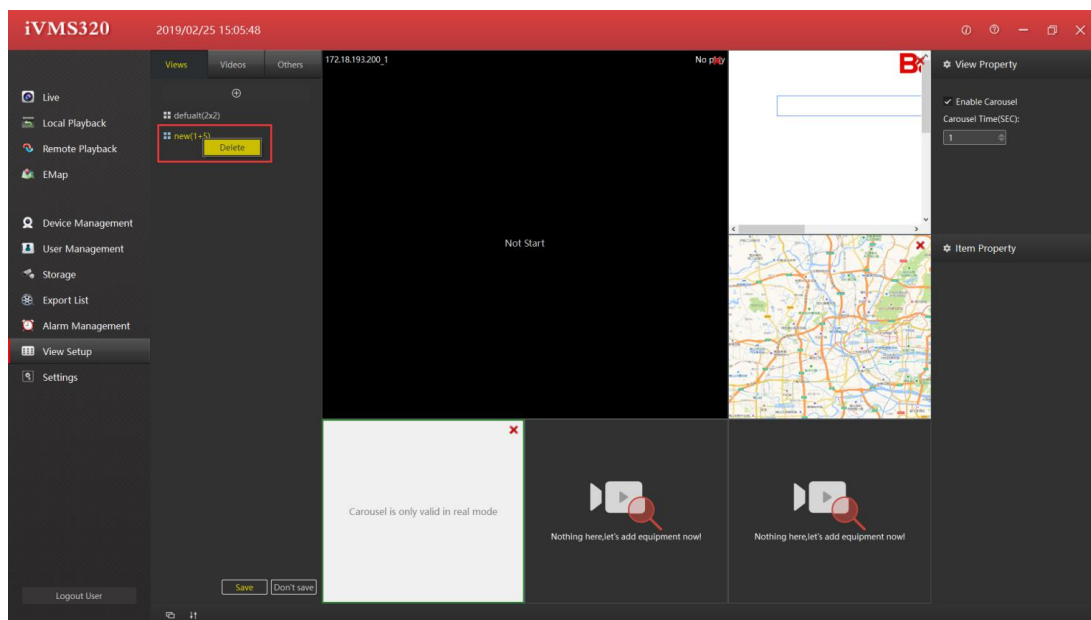 iVMS320
2019/02/25 15:05:48
Views Videos Others
172.18.193.200_1
No play
View Property
Live
Local Playback
Remote Playback
EMap
defualt(2x2)
new(1+5)
Delete
Enable Carousel
Carousel Time(SEC):
1
Device Management
User Management
Storage
Export List
Alarm Management
View Setup
Settings
Not Start
Item Property
Carousel is only valid in real mode
Nothing here,let's add equipment now!
Nothing here,let's add equipment now!
Save Don't save
Logout User